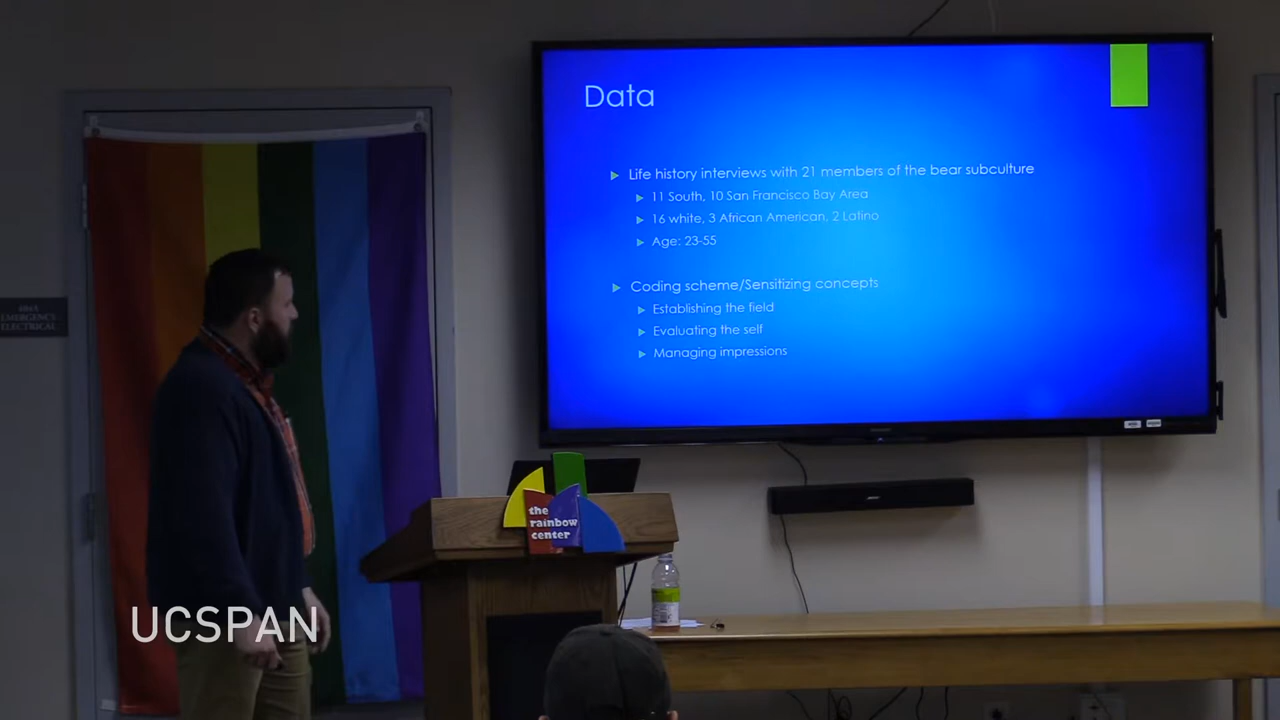 Data
Life history interviews with 21 members of the bear subculture
11 South, 10 San Francisco Bay Area
16 white, 3 African American, 2 Latino
Age: 23-55
Coding scheme/Sensitizing concepts
Establishing the field
Evaluating the self
Managing impressions
EMERGENCY
ELECTRICAL
the
rainbow
center
UCSPAN